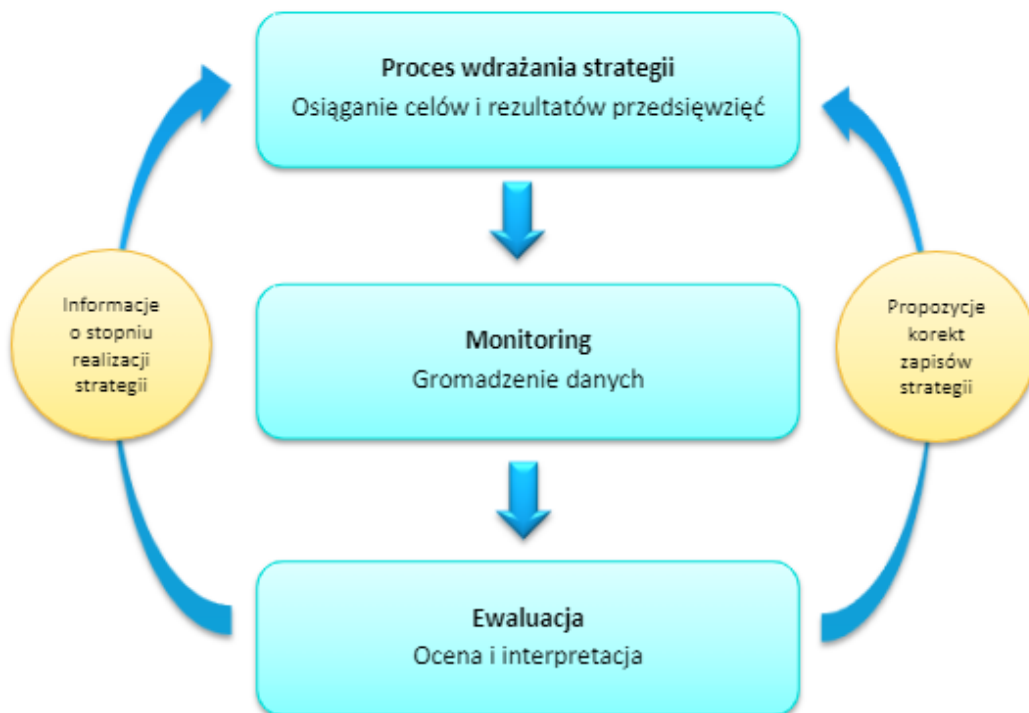 Proces wdrażania strategii
Osiąganie celów i rezultatów przedsięwzięć
Informacje
o stopniu
realizacji
strategii
Monitoring
Gromadzenie danych
Propozycje
korekt
zapisów
strategii
Ewaluacja
Ocena i interpretacja